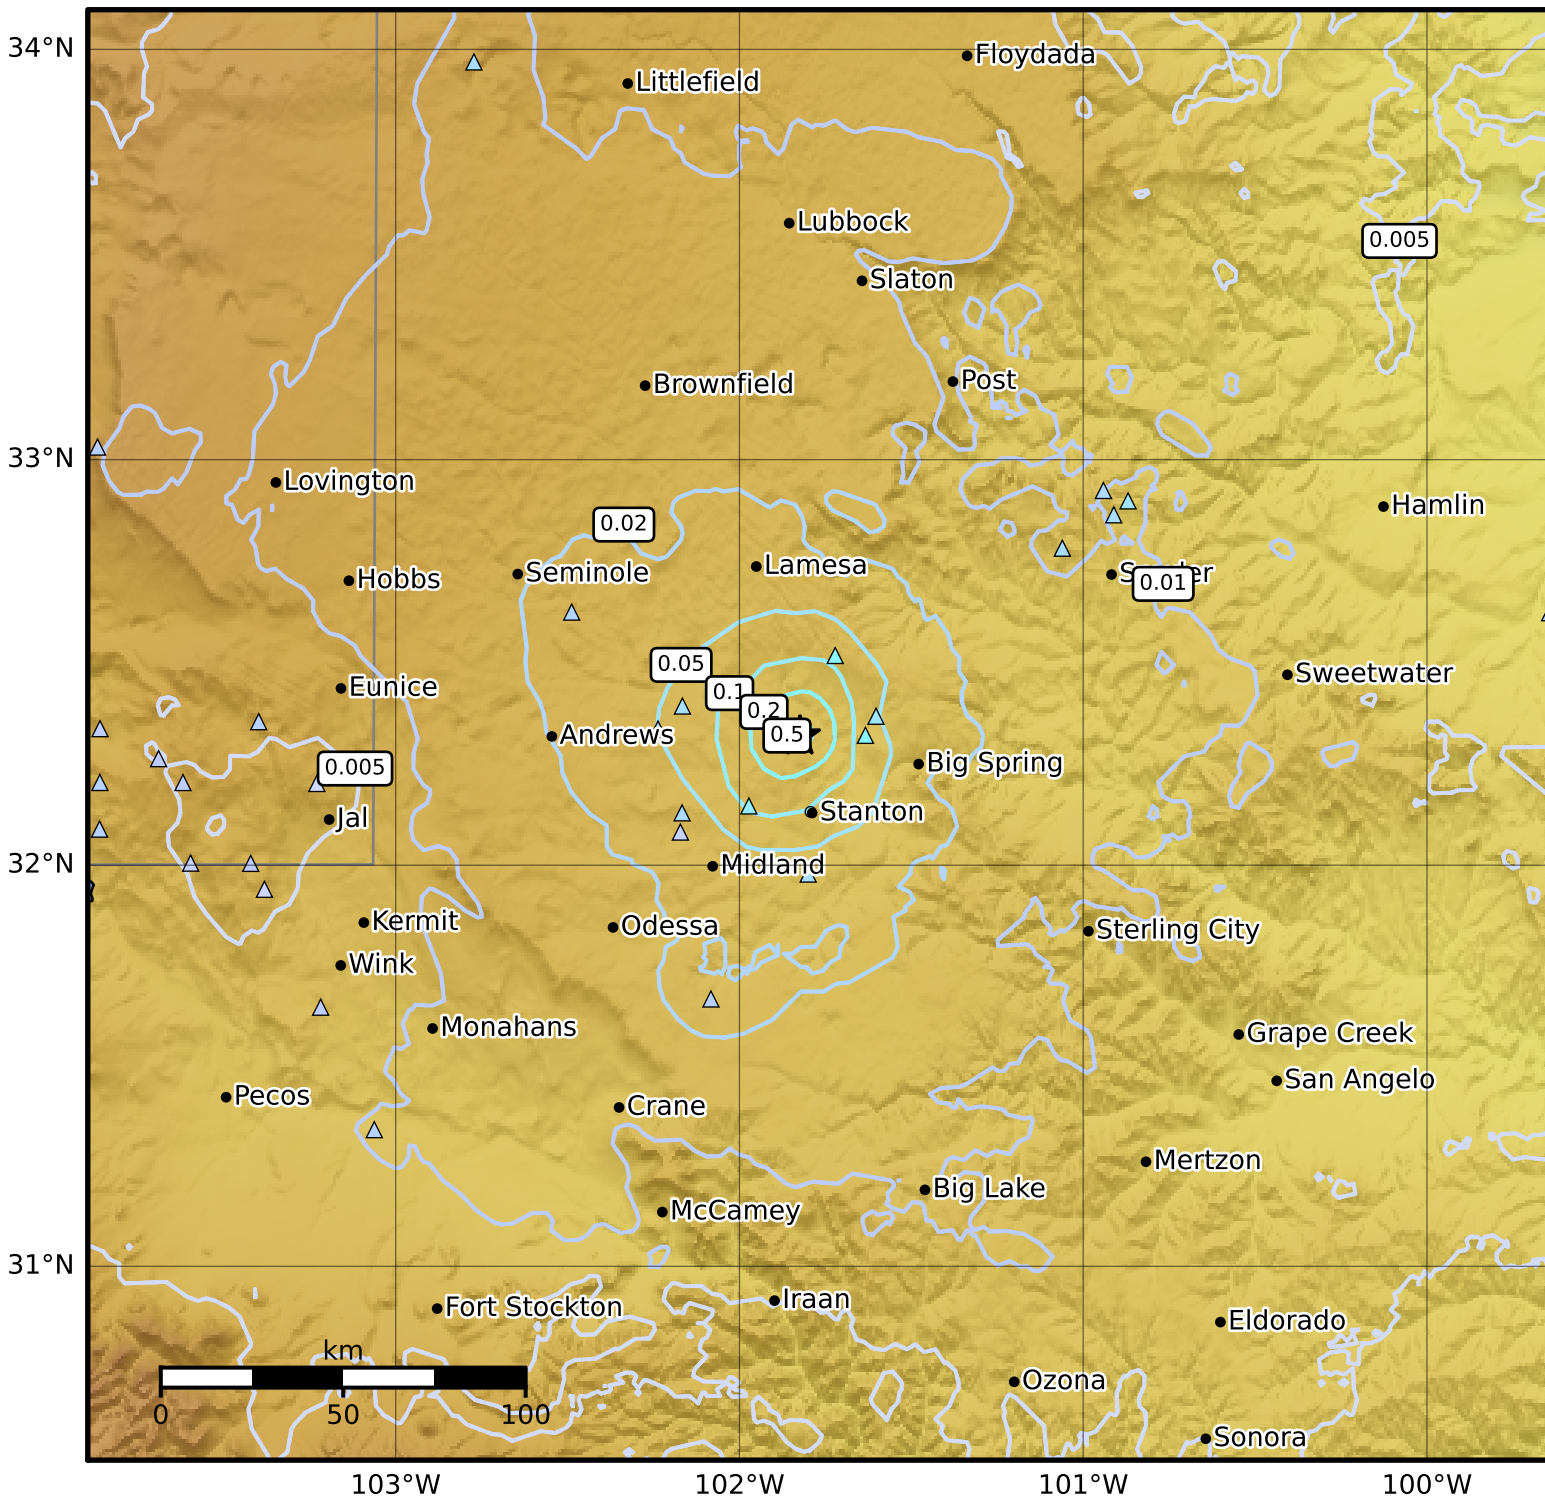 34°N
Floydada
Littlefield
Lubbock
0.005
Slaton
Brownfield
Post
33°N
Lovington
Hamlin
0.02
Lamesa
Hobbs
Seminole
0.01
0.05
Sweetwater
Eunice
0.1
0.2
Andrews
0.5
Big Spring
0.005
Jal
Stanton
32°N
Midland
Kermit
Odessa
Sterling City
Wink
Monahans
Grape Creek
San Angelo
Pecos
Crane
Mertzon
Big Lake
McCamey
31°N
Iraan
Fort Stockton
Eldorado
km
Ozona
0 50 100
Sonora
103°W 102°W 101°W 100°W